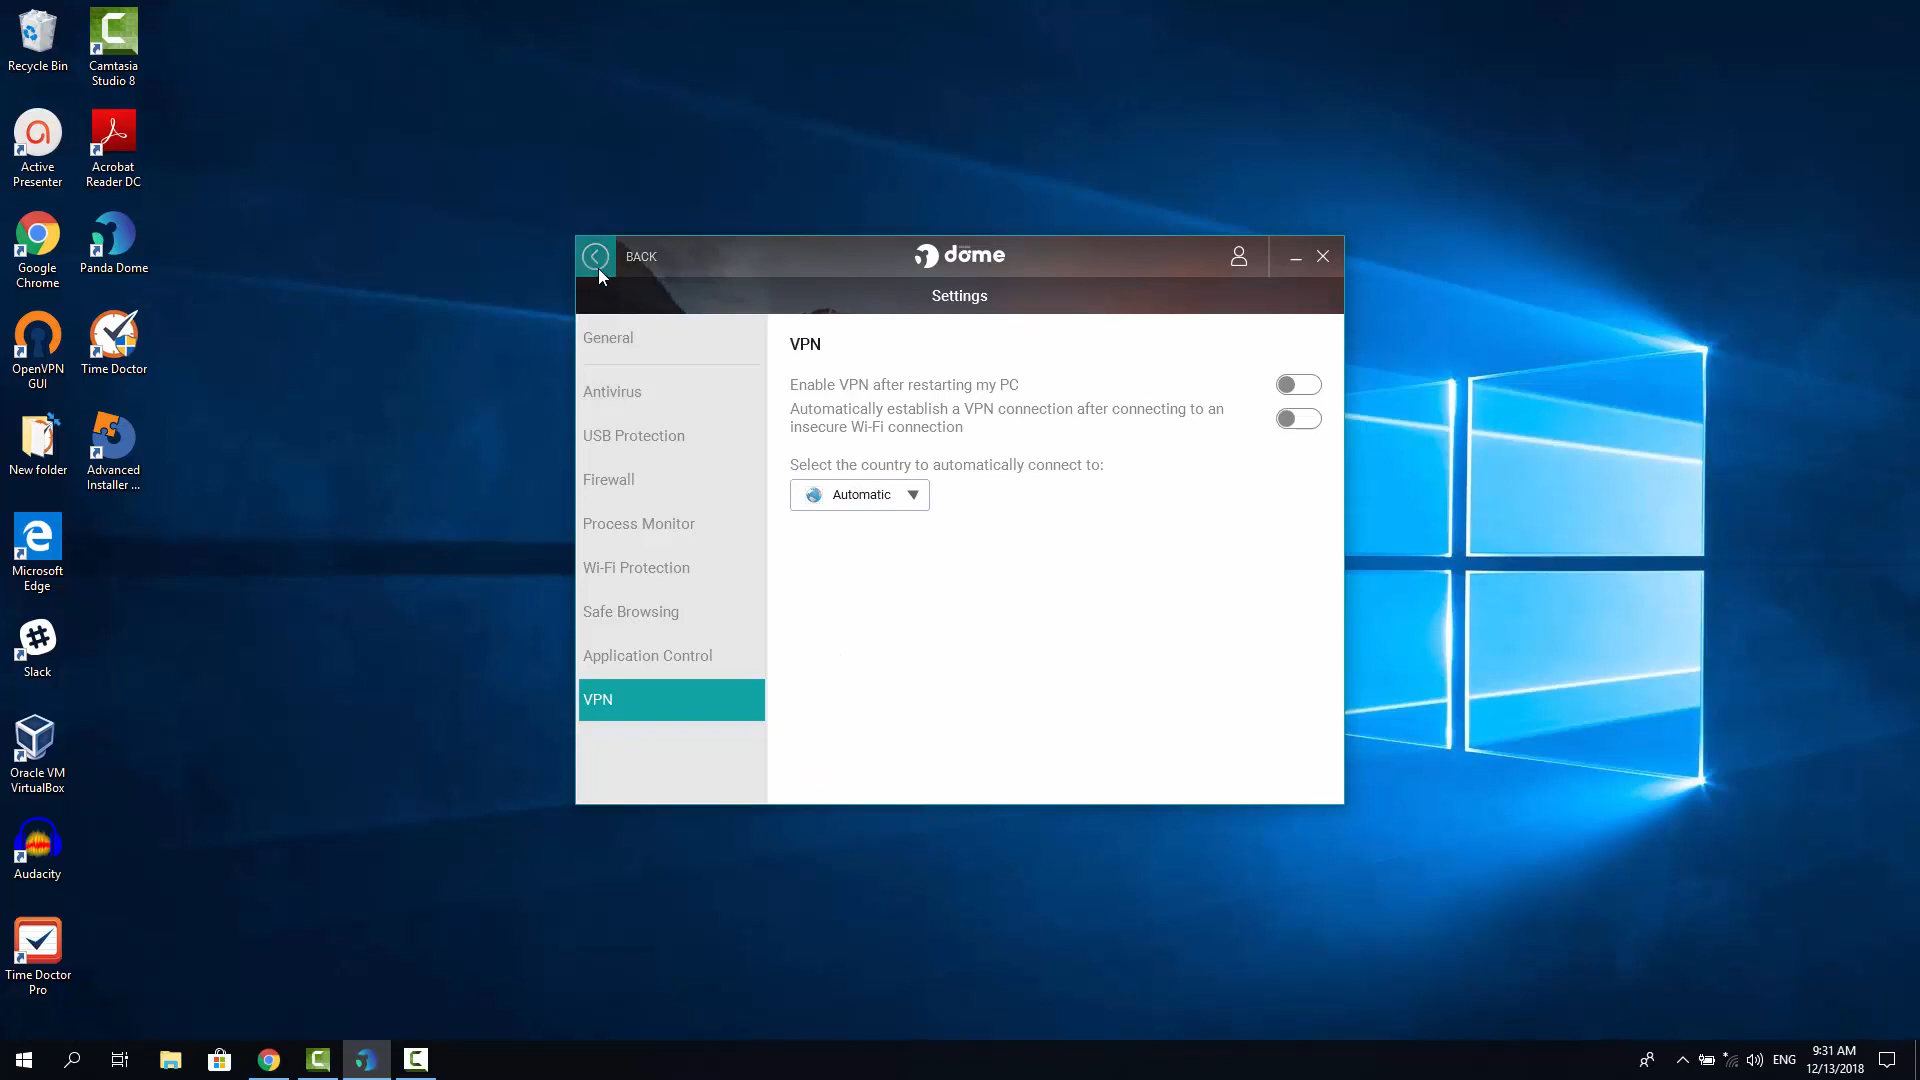 Recycle Bin
Camtasia
Studio 8
Active
Presenter
Acrobat
Reader DC
Google
Chrome
Panda Dome
OpenVPN
GUI
Time Doctor
New folder
Advanced
Installer ...
Microsoft
Edge
Slack
Oracle VM
VirtualBox
Audacity
Time Doctor
Pro
BACK
dome
Settings
General
Antivirus
USB Protection
Firewall
Process Monitor
Wi-Fi Protection
Safe Browsing
Application Control
VPN
VPN
Enable VPN after restarting my PC
Automatically establish a VPN connection after connecting to an
insecure Wi-Fi connection
Select the country to automatically connect to:
Automatic
ENG
9:31 AM
12/13/2018